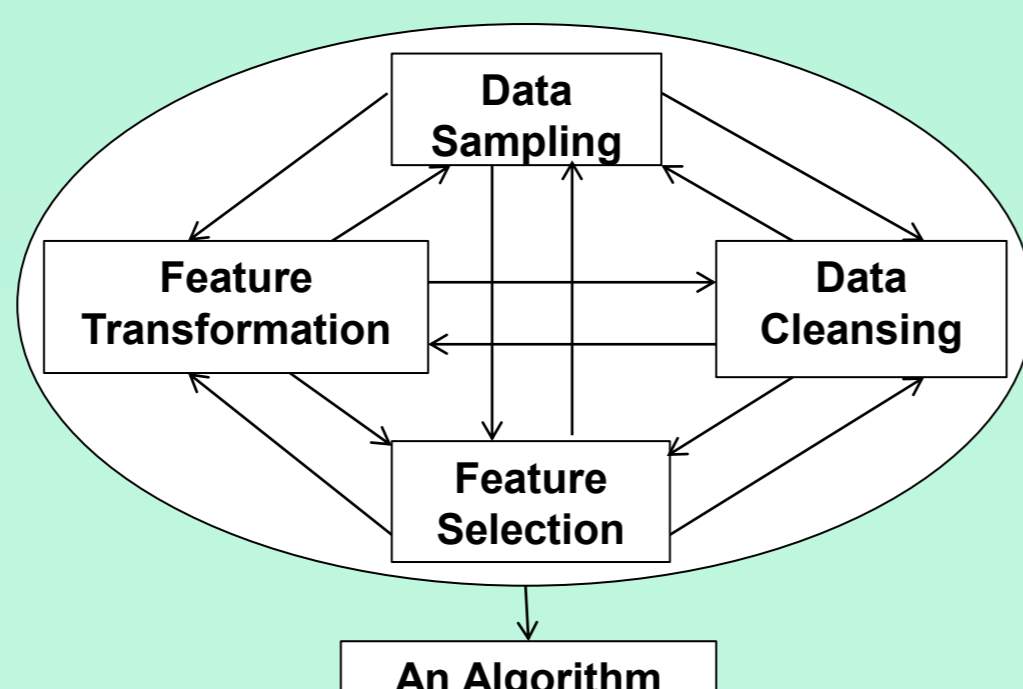 Data
Sampling
Feature
Transformation
Data
Cleansing
Feature
Selection
An Algorithm